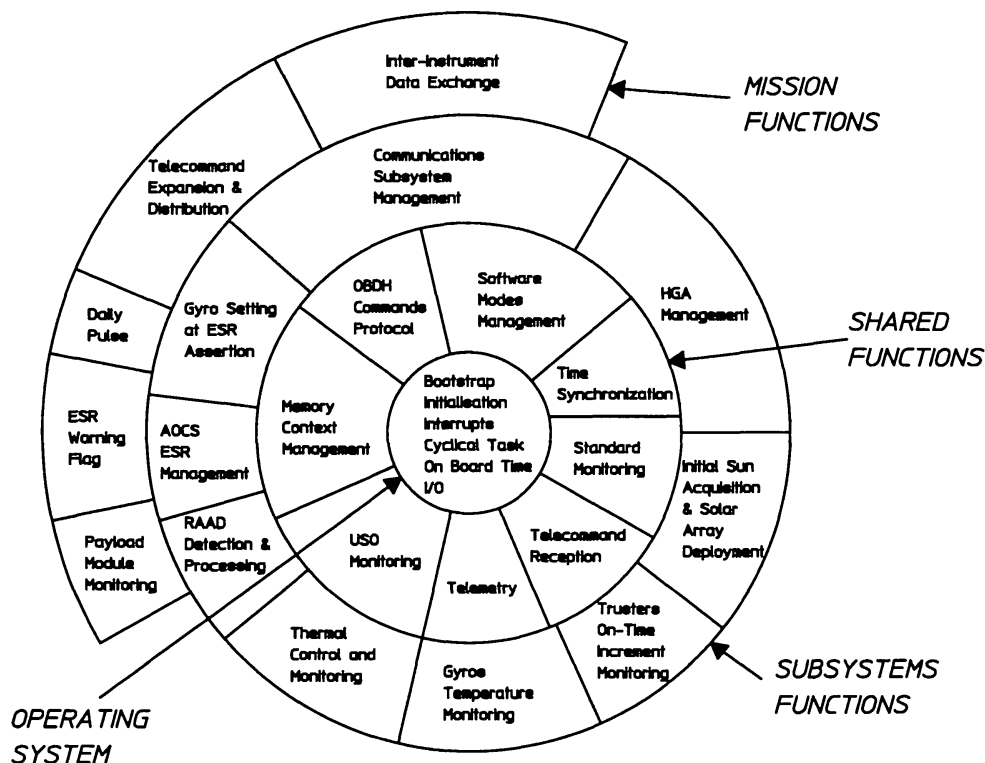 Inter-Instrument
Data Exchange
MISSION
FUNCTIONS
Telecommand
Expansion &
Distribution
Communications
Subsystem
Management
Daily
Pulse
Gyro Setting
at ESR
Assertion
OBDH
Commands
Protocol
Software
Modes
Management
HGA
Management
SHARED
FUNCTIONS
ESR
Warning
Flag
AOCS
ESR
Management
Memory
Context
Management
Bootstrap
Initialisation
Interrupts
Cyclical Task
On Board Time
I/O
Time
Synchronization
Standard
Monitoring
Initial Sun
Acquisition
& Solar
Array
Deployment
Payload
Module
Monitoring
RAAD
Detection &
Processing
USO
Monitoring
Telemetry
Telecommand
Reception
Thermal
Control and
Monitoring
Gyros
Temperature
Monitoring
Trusters
On-Time
Increment
Monitoring
SUBSYSTEMS
FUNCTIONS
OPERATING
SYSTEM